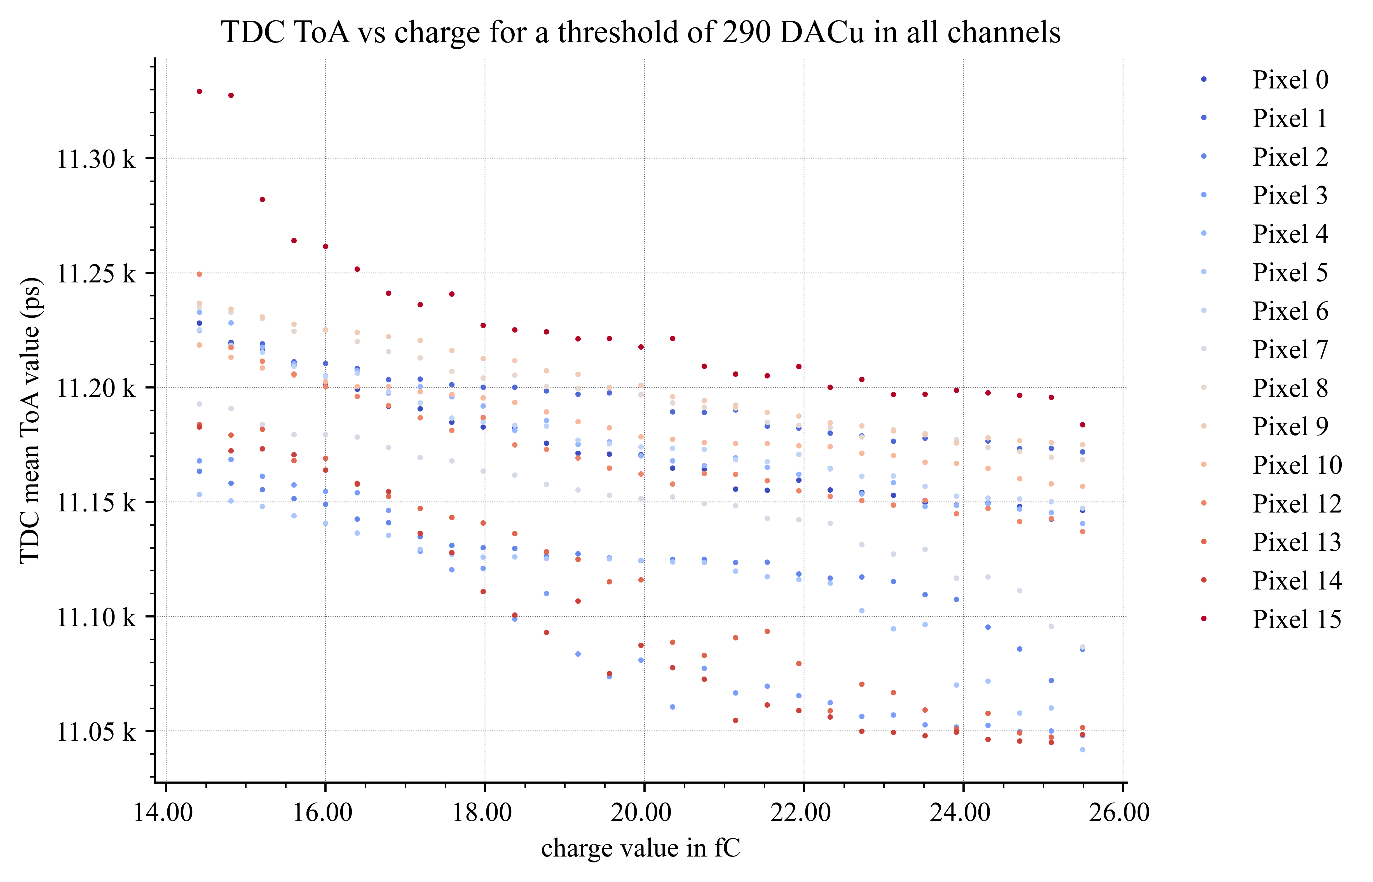 TDC ToA vs charge for a threshold of 290 DACu in all channels
TDC mean ToA value (ps)
11.30 k
11.25 k
11.20 k
11.15 k
11.10 k
11.05 k
14.00
16.00
18.00
20.00
22.00
24.00
26.00
charge value in fC
Pixel 0
Pixel 1
Pixel 2
Pixel 3
Pixel 4
Pixel 5
Pixel 6
Pixel 7
Pixel 8
Pixel 9
Pixel 10
Pixel 12
Pixel 13
Pixel 14
Pixel 15